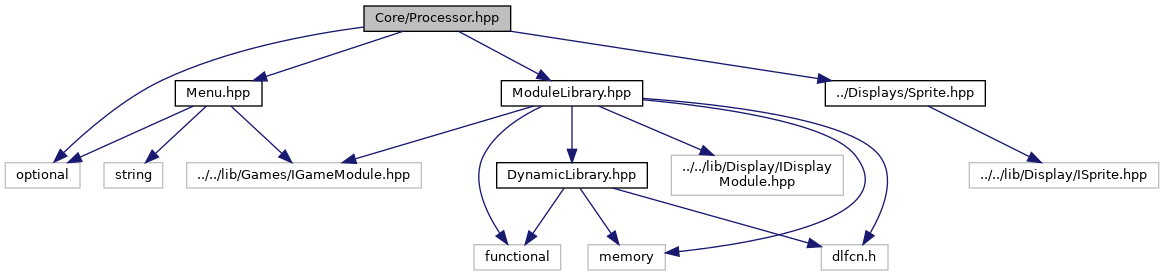 Core/Processor.hpp
Menu.hpp
ModuleLibrary.hpp
../Displays/Sprite.hpp
optional
string
../../lib/Games/IGameModule.hpp
DynamicLibrary.hpp
../../lib/Display/IDisplay
Module.hpp
../../lib/Display/ISprite.hpp
functional
memory
dlfcn.h